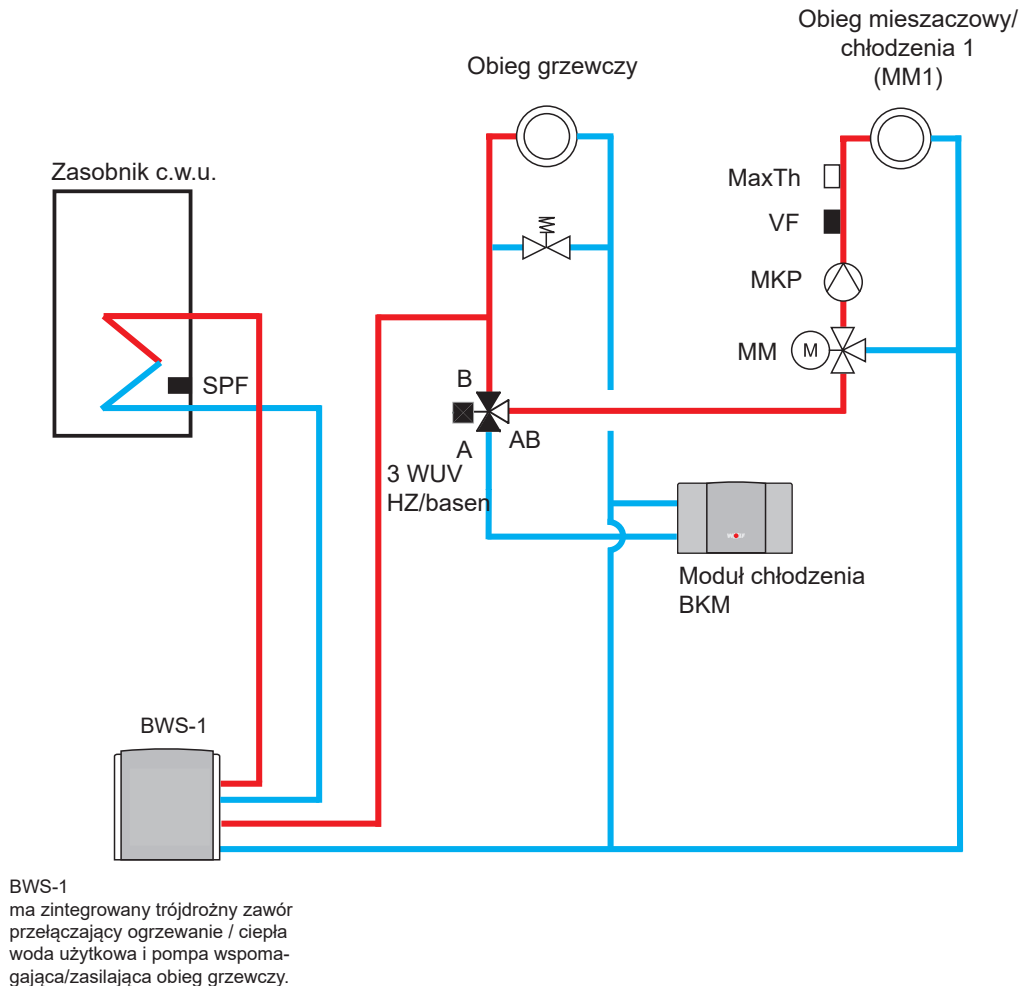 Obieg mieszaczowy/
chłodzenia 1
(MM1)
Obieg grzewczy
Zasobnik c.w.u.
MaxTh
VF
MKP
MM
M
SPF
B
A
AB
3 WUV
HZ/basen
Moduł chłodzenia
BKM
BWS-1
BWS-1
ma zintegrowany trójdrożny zawór
przełączający ogrzewanie / ciepła
woda użytkowa i pompa wspoma-
gająca/zasilająca obieg grzewczy.